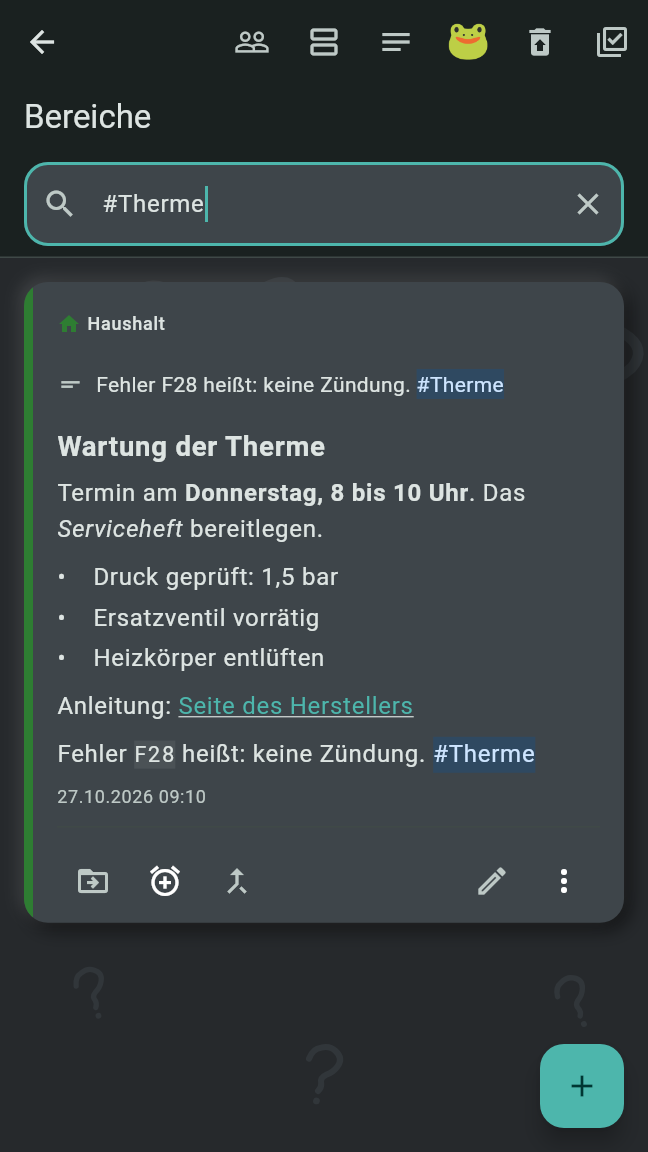 Bereiche
#Therme
Haushalt
Fehler F28 heißt: keine Zündung. #Therme
Wartung der Therme
Termin am Donnerstag, 8 bis 10 Uhr. Das
Serviceheft bereitlegen.
• Druck geprüft: 1,5 bar
• Ersatzventil vorrätig
• Heizkörper entlüften
Anleitung: Seite des Herstellers
Fehler F28 heißt: keine Zündung. #Therme
27.10.2026 09:10